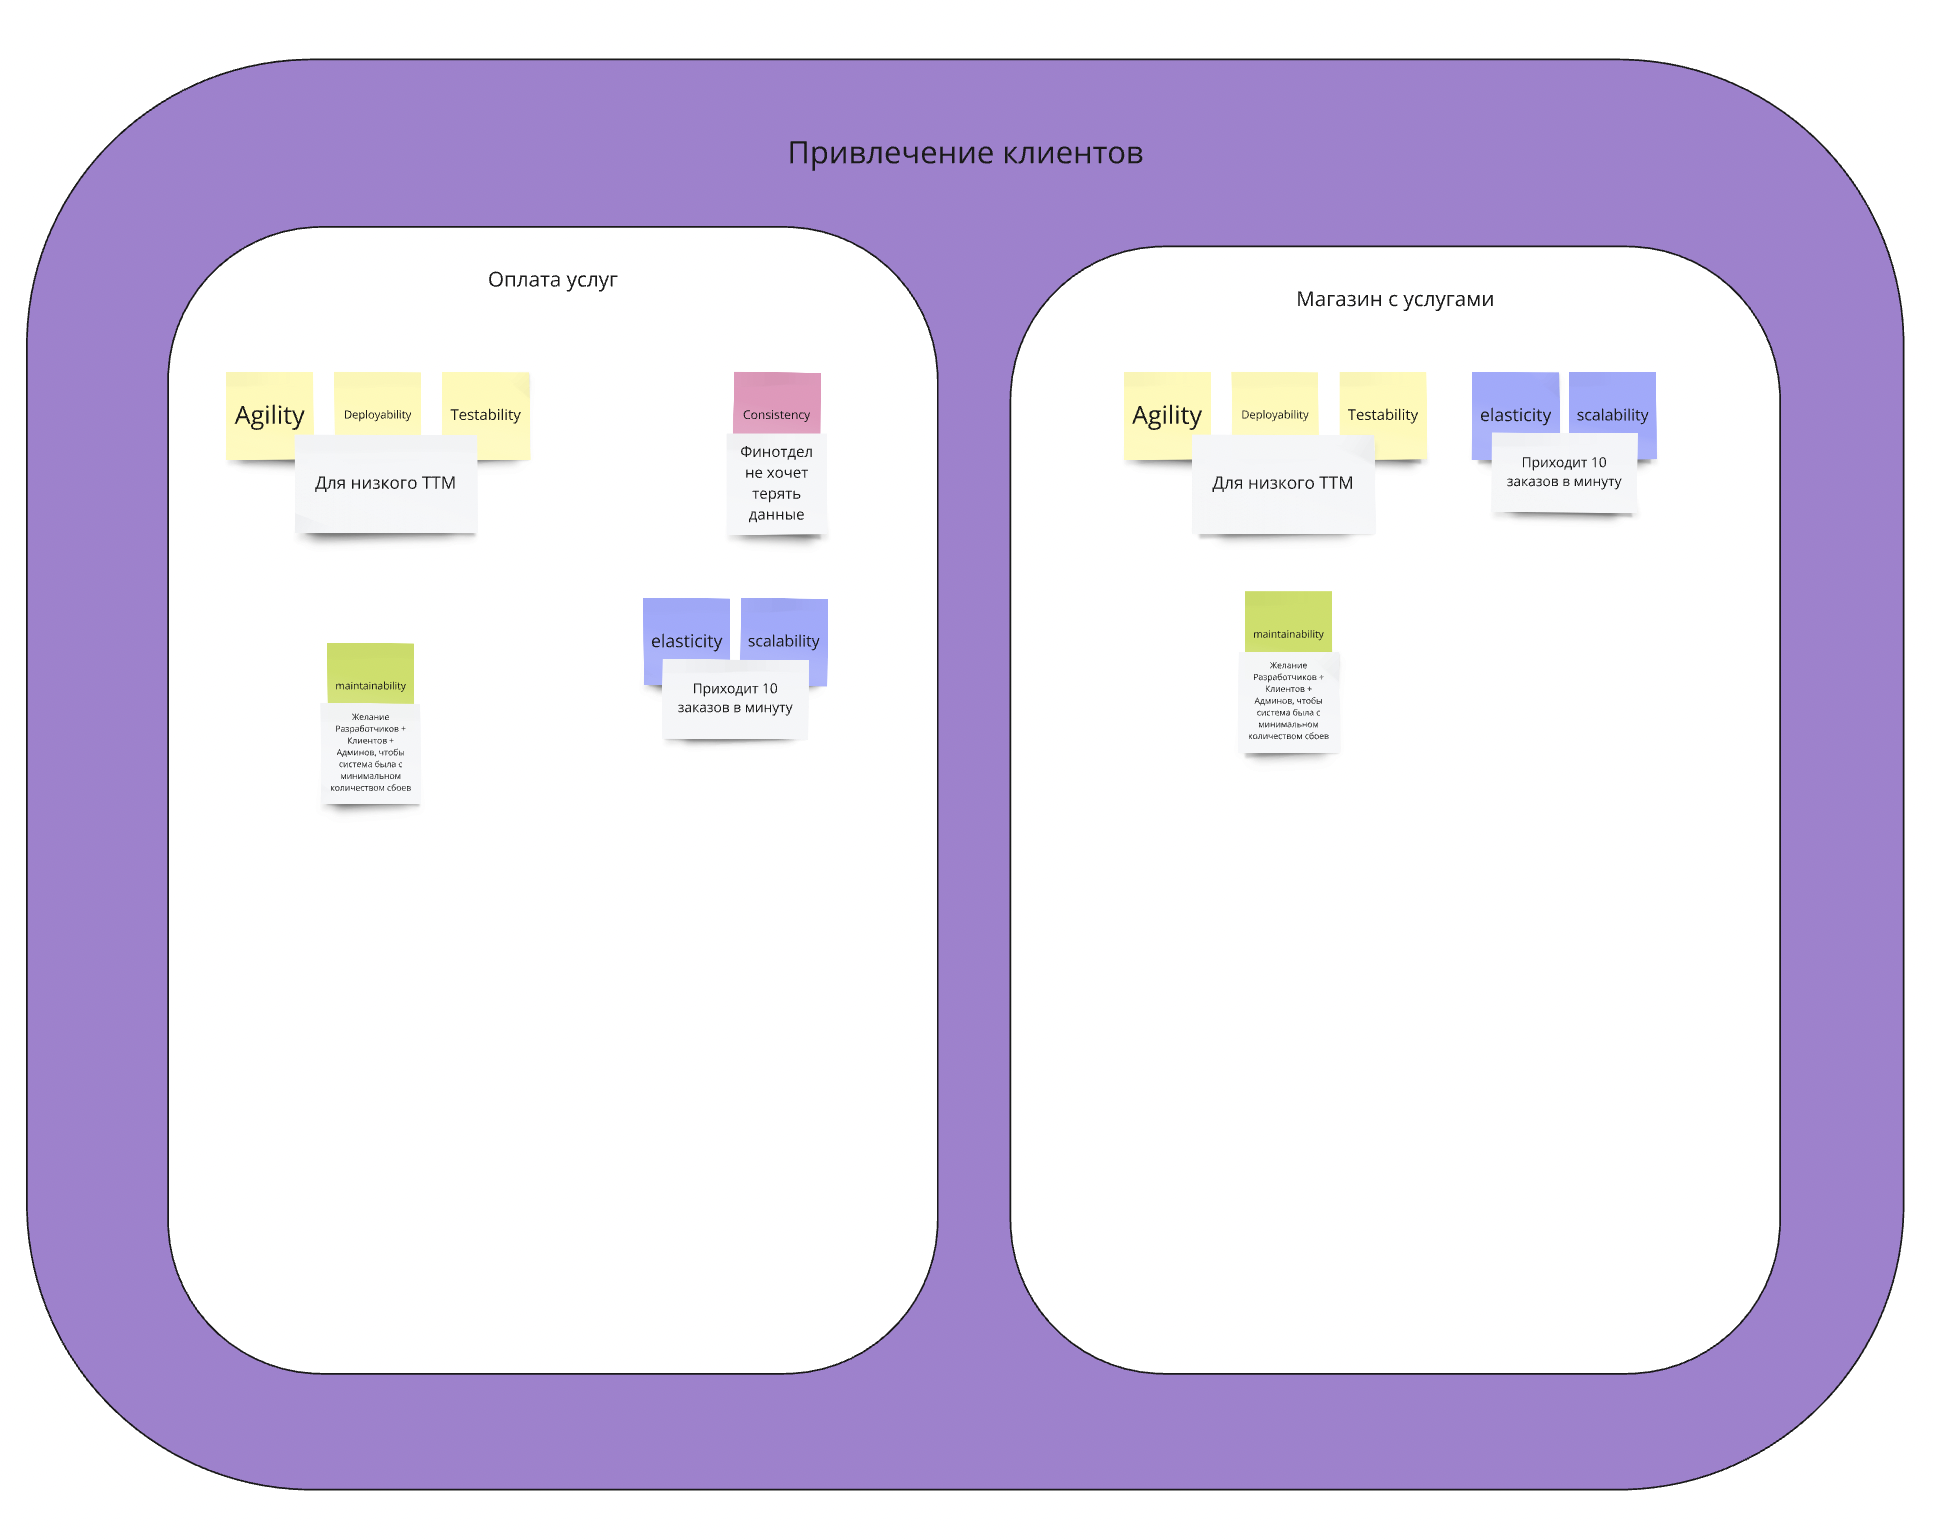 Привлечение клиентов
Оплата услуг
Agility
Deployability
Testability
Для низкого ТТМ
Consistency
Финотдел
не хочет
терять
данные
elasticity
scalability
Приходит 10
заказов в минуту
maintainability
Желание
Разработчиков +
Клиентов +
Админов, чтобы
система была с
минимальном
количеством сбоев
Магазин с услугами
Agility
Deployability
Testability
Для низкого ТТМ
elasticity
scalability
Приходит 10
заказов в минуту
maintainability
Желание
Разработчиков +
Клиентов +
Админов, чтобы
система была с
минимальном
количеством сбоев